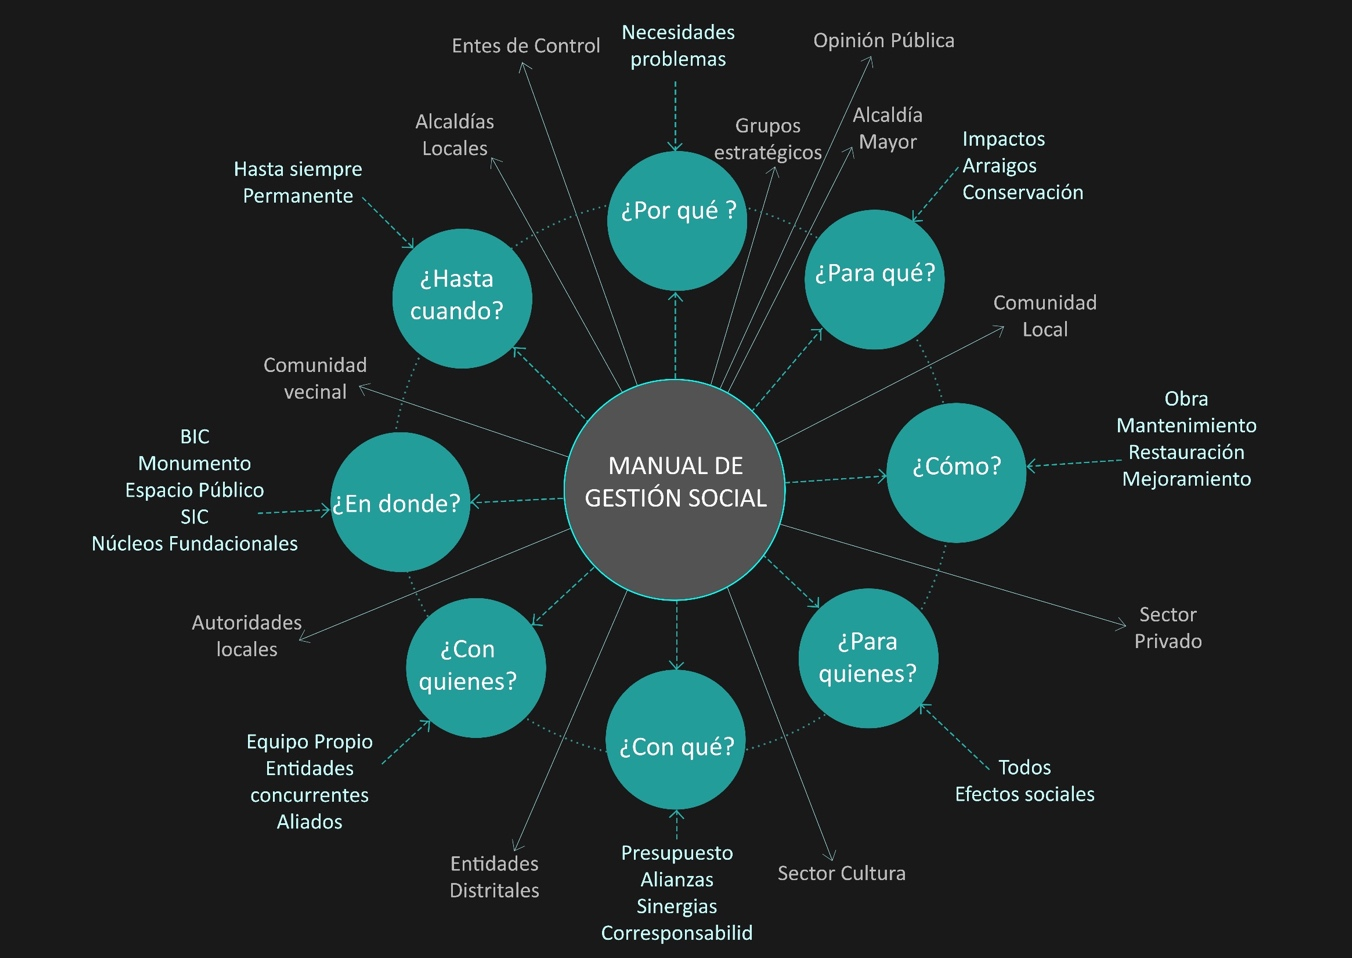 Entes de Control
Necesidades
problemas
Opinión Pública
Alcaldías
Locales
Grupos
estratégicos
Alcaldía
Mayor
Impactos
Arraigos
Conservación
Hasta siempre
Permanente
¿Por qué ?
¿Para qué?
¿Hasta
cuando?
Comunidad
Local
Comunidad
vecinal
Obra
Mantenimiento
Restauración
Mejoramiento
BIC
Monumento
Espacio Público
SIC
Núcleos Fundacionales
¿En donde?
MANUAL DE
GESTIÓN SOCIAL
¿Cómo?
Autoridades
locales
Sector
Privado
¿Con
quienes?
¿Para
quienes?
¿Con qué?
Equipo Propio
Entidades
concurrentes
Aliados
Todos
Efectos sociales
Entidades
Distritales
Presupuesto
Alianzas
Sinergias
Corresponsabilid
Sector Cultura